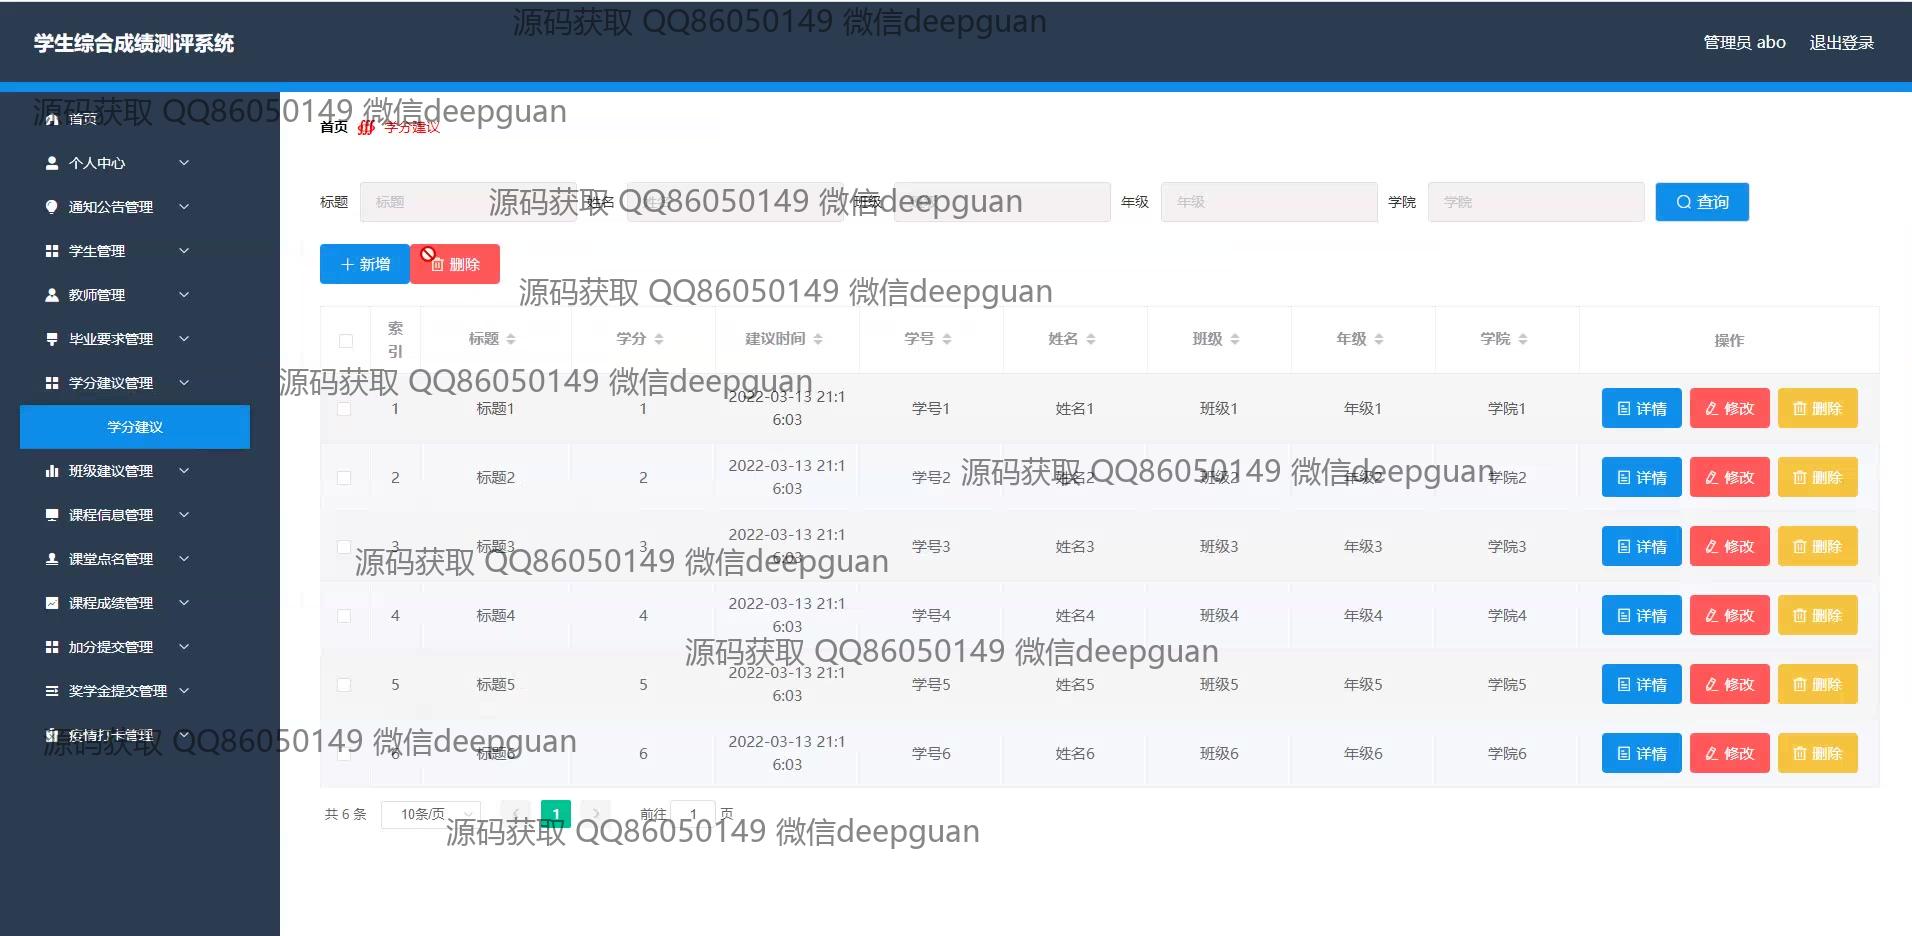 源码获取 QQ86050149 微信deepguan
学生综合成绩测评系统
管理员 abo 退出登录
源码获取 QQ86050149 微信deepguan
首页
首页 学分建议
个人中心
通知公告管理
学生管理
教师管理
毕业要求管理
学分建议管理
学分建议
班级建议管理
课程信息管理
课堂点名管理
课程成绩管理
加分提交管理
奖学金提交管理
疫情打卡管理
标题 标题 姓名 姓名 班级 年级 年级 学院 学院 查询
源码获取 QQ86050149 微信deepguan
新增 删除
源码获取 QQ86050149 微信deepguan
索引 标题 学分 建议时间 学号 姓名 班级 年级 学院 操作
源码获取 QQ86050149 微信deepguan
1 标题1 1 2022-03-13 21:16:03 学号1 姓名1 班级1 年级1 学院1 详情 修改 删除
2 标题2 2 2022-03-13 21:16:03 学号2 姓名2 班级2 年级2 学院2 详情 修改 删除
源码获取 QQ86050149 微信deepguan
3 标题3 3 2022-03-13 21:16:03 学号3 姓名3 班级3 年级3 学院3 详情 修改 删除
源码获取 QQ86050149 微信deepguan
4 标题4 4 2022-03-13 21:16:03 学号4 姓名4 班级4 年级4 学院4 详情 修改 删除
源码获取 QQ86050149 微信deepguan
5 标题5 5 2022-03-13 21:16:03 学号5 姓名5 班级5 年级5 学院5 详情 修改 删除
源码获取 QQ86050149 微信deepguan
6 标题6 6 2022-03-13 21:16:03 学号6 姓名6 班级6 年级6 学院6 详情 修改 删除
共 6 条 10条/页 1 前往 1 页
源码获取 QQ86050149 微信deepguan